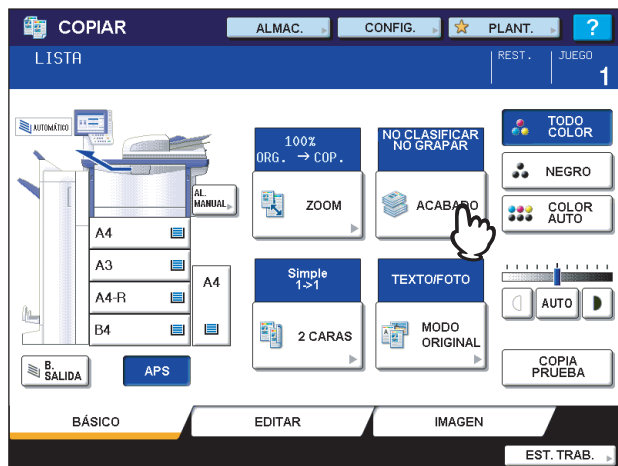 COPIAR
ALMAC.
CONFIG.
PLANT.
?
LISTA
REST.
JUEGO
1
AUTOMÁTICO
AL.
MANUAL
A4
A3
A4-R
B4
A4
B.
SALIDA
APS
100%
ORG. → COP.
ZOOM
NO CLASIFICAR
NO GRAPAR
ACABADO
Simple
1->1
2 CARAS
TEXTO/FOTO
MODO
ORIGINAL
TODO
COLOR
NEGRO
COLOR
AUTO
AUTO
COPIA
PRUEBA
BÁSICO
EDITAR
IMAGEN
EST. TRAB.